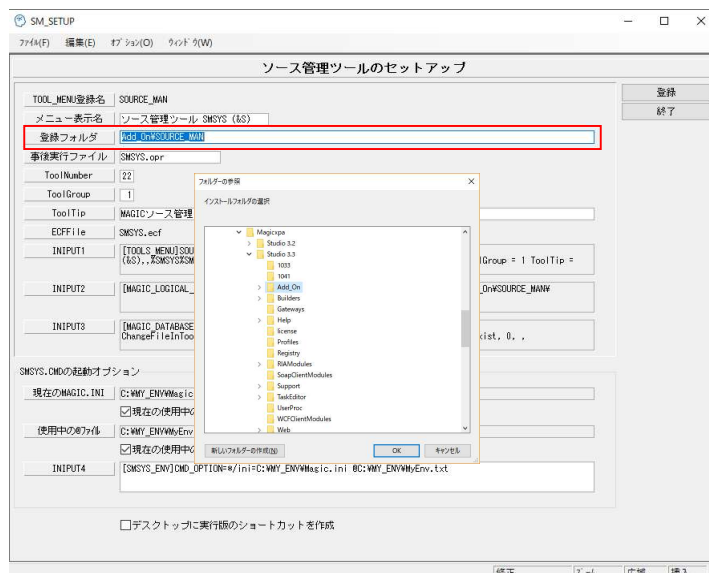 SM_SETUP
ファイル(F) 編集(E) オプション(O) ウィンドウ(W)
ソース管理ツールのセットアップ
登録
終了
TOOL_MENU登録名 SOURCE_MAN
メニュー表示名 ソース管理ツール SMSYS (&S)
登録フォルダ Add_On¥SOURCE_MAN
事後実行ファイル SMSYS.opr
ToolNumber 22
ToolGroup 1
ToolTip MAGICソース管理
ECFFile SMSYS.ecf
INIPUT1 [TOOLS_MENU]SOU
(&S),,%SMSYS%SM lGroup = 1 ToolTip =
INIPUT2 [MAGIC_LOGICAL_ _On¥SOURCE_MAN¥
INIPUT3 [MAGIC_DATABASE
ChangeFileInToo xist, 0, ,
SMSYS.CMDの起動オプション
現在のMAGIC.INI C:¥MY_ENV¥Magic
現在の使用中の
使用中の@ファイル C:¥MY_ENV¥MyEnv
現在の使用中の
INIPUT4 [SMSYS_ENV]CMD_OPTION=*/ini=C:¥MY_ENV¥Magic.ini @C:¥MY_ENV¥MyEnv.txt
デスクトップに実行版のショートカットを作成
フォルダーの参照
インストールフォルダの選択
Magicxpa
Studio 3.2
Studio 3.3
1033
1041
Add_On
Builders
Gateways
Help
license
Profiles
Registry
RIAModules
SoapClientModules
Support
TaskEditor
UserProc
WCFClientModules
Web
新しいフォルダーの作成(N) OK キャンセル
修正 ズーム 広域 挿入